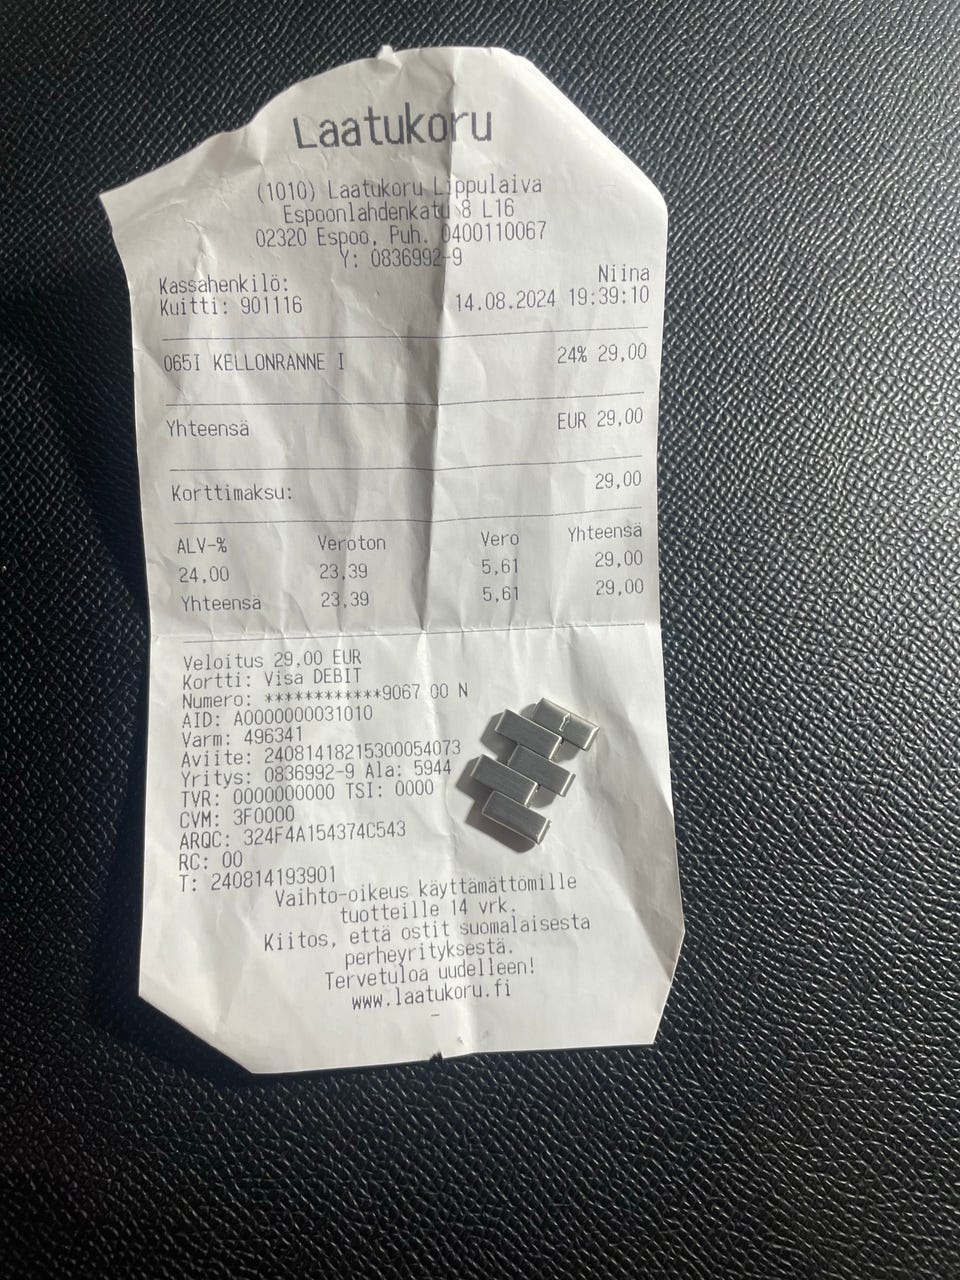 Laatukoru
(1010) Laatukoru Lippulaiva
Espoonlahdenkatu 8 L16
02320 Espoo, Puh. 0400110067
Y: 0836992-9
Kassahenkilö: Niina
Kuitti: 901116 14.08.2024 19:39:10
065I KELLONRANNE I 24% 29,00
Yhteensä EUR 29,00
Korttimaksu: 29,00
ALV-% Veroton Vero Yhteensä
24,00 23,39 5,61 29,00
Yhteensä 23,39 5,61 29,00
Veloitus 29,00 EUR
Kortti: Visa DEBIT
Numero: ************9067 00 N
AID: A0000000031010
Varm: 496341
Aviite: 24081418215300054073
Yritys: 0836992-9 Ala: 5944
TVR: 0000000000 TSI: 0000
CVM: 3F0000
ARQC: 324F4A154374C543
RC: 00
T: 240814193901
Vaihto-oikeus käyttämättömille
tuotteille 14 vrk.
Kiitos, että ostit suomalaisesta
perheyrityksestä.
Tervetuloa uudelleen!
www.laatukoru.fi